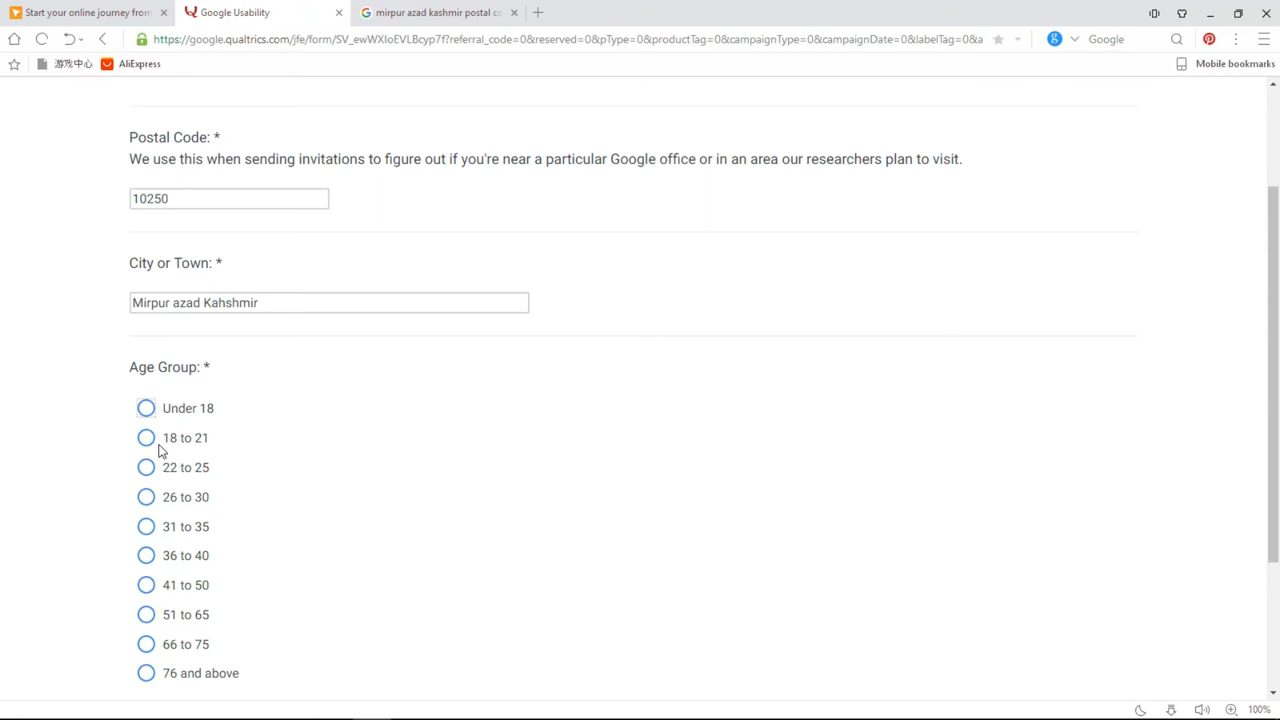 Start your online journey from
Google Usability
mirpur azad kashmir postal co
https://google.qualtrics.com/jfe/form/SV_ewWXIoEVLBcyp7f?referral_code=0&reserved=0&pType=0&productTag=0&campaignType=0&campaignDate=0&labelTag=0&a
Google
游戏中心
AliExpress
Mobile bookmarks
Postal Code: *
We use this when sending invitations to figure out if you're near a particular Google office or in an area our researchers plan to visit.
10250
City or Town: *
Mirpur azad Kahshmir
Age Group: *
Under 18
18 to 21
22 to 25
26 to 30
31 to 35
36 to 40
41 to 50
51 to 65
66 to 75
76 and above
100%